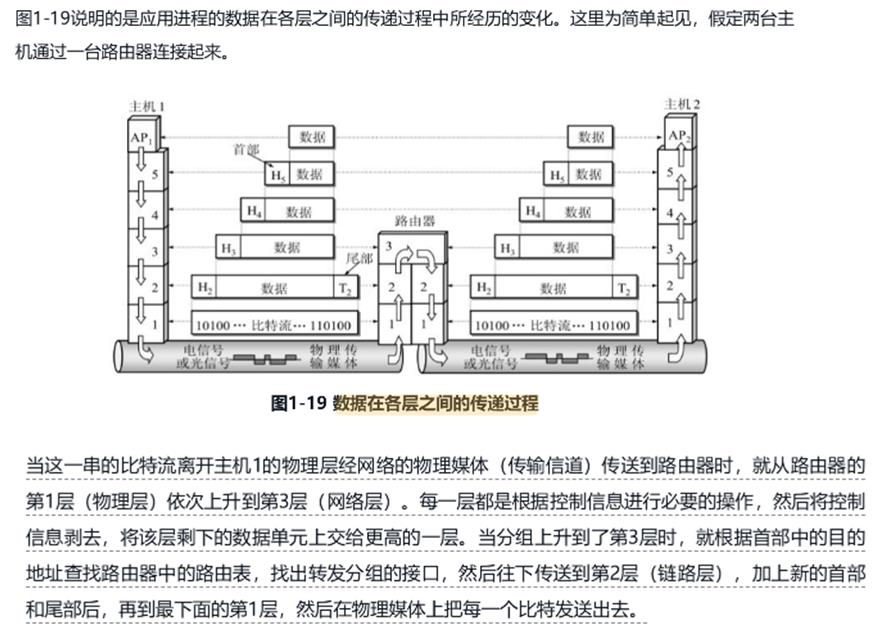 图1-19说明的是应用进程的数据在各层之间的传递过程中所经历的变化。这里为简单起见，假定两台主
机通过一台路由器连接起来。
主机 1
主机 2
AP₁
数据
数据
AP₂
首部
5
H₅ 数据
H₅ 数据
5
4
H₄ 数据
H₄ 数据
4
路由器
3
H₃ 数据
3
H₃ 数据
3
尾部
2
H₂ 数据 T₂
2 2
H₂ 数据 T₂
2
1
10100 ··· 比特流 ··· 110100
1 1
10100 ··· 比特流 ··· 110100
1
电信号
或光信号
物理传
输媒体
电信号
或光信号
物理传
输媒体
图1-19 数据在各层之间的传递过程
当这一串的比特流离开主机1的物理层经网络的物理媒体（传输信道）传送到路由器时，就从路由器的
第1层（物理层）依次上升到第3层（网络层）。每一层都是根据控制信息进行必要的操作，然后将控制
信息剥去，将该层剩下的数据单元上交给更高的一层。当分组上升到了第3层时，就根据首部中的目的
地址查找路由器中的路由表，找出转发分组的接口，然后往下传送到第2层（链路层），加上新的首部
和尾部后，再到最下面的第1层，然后在物理媒体上把每一个比特发送出去。